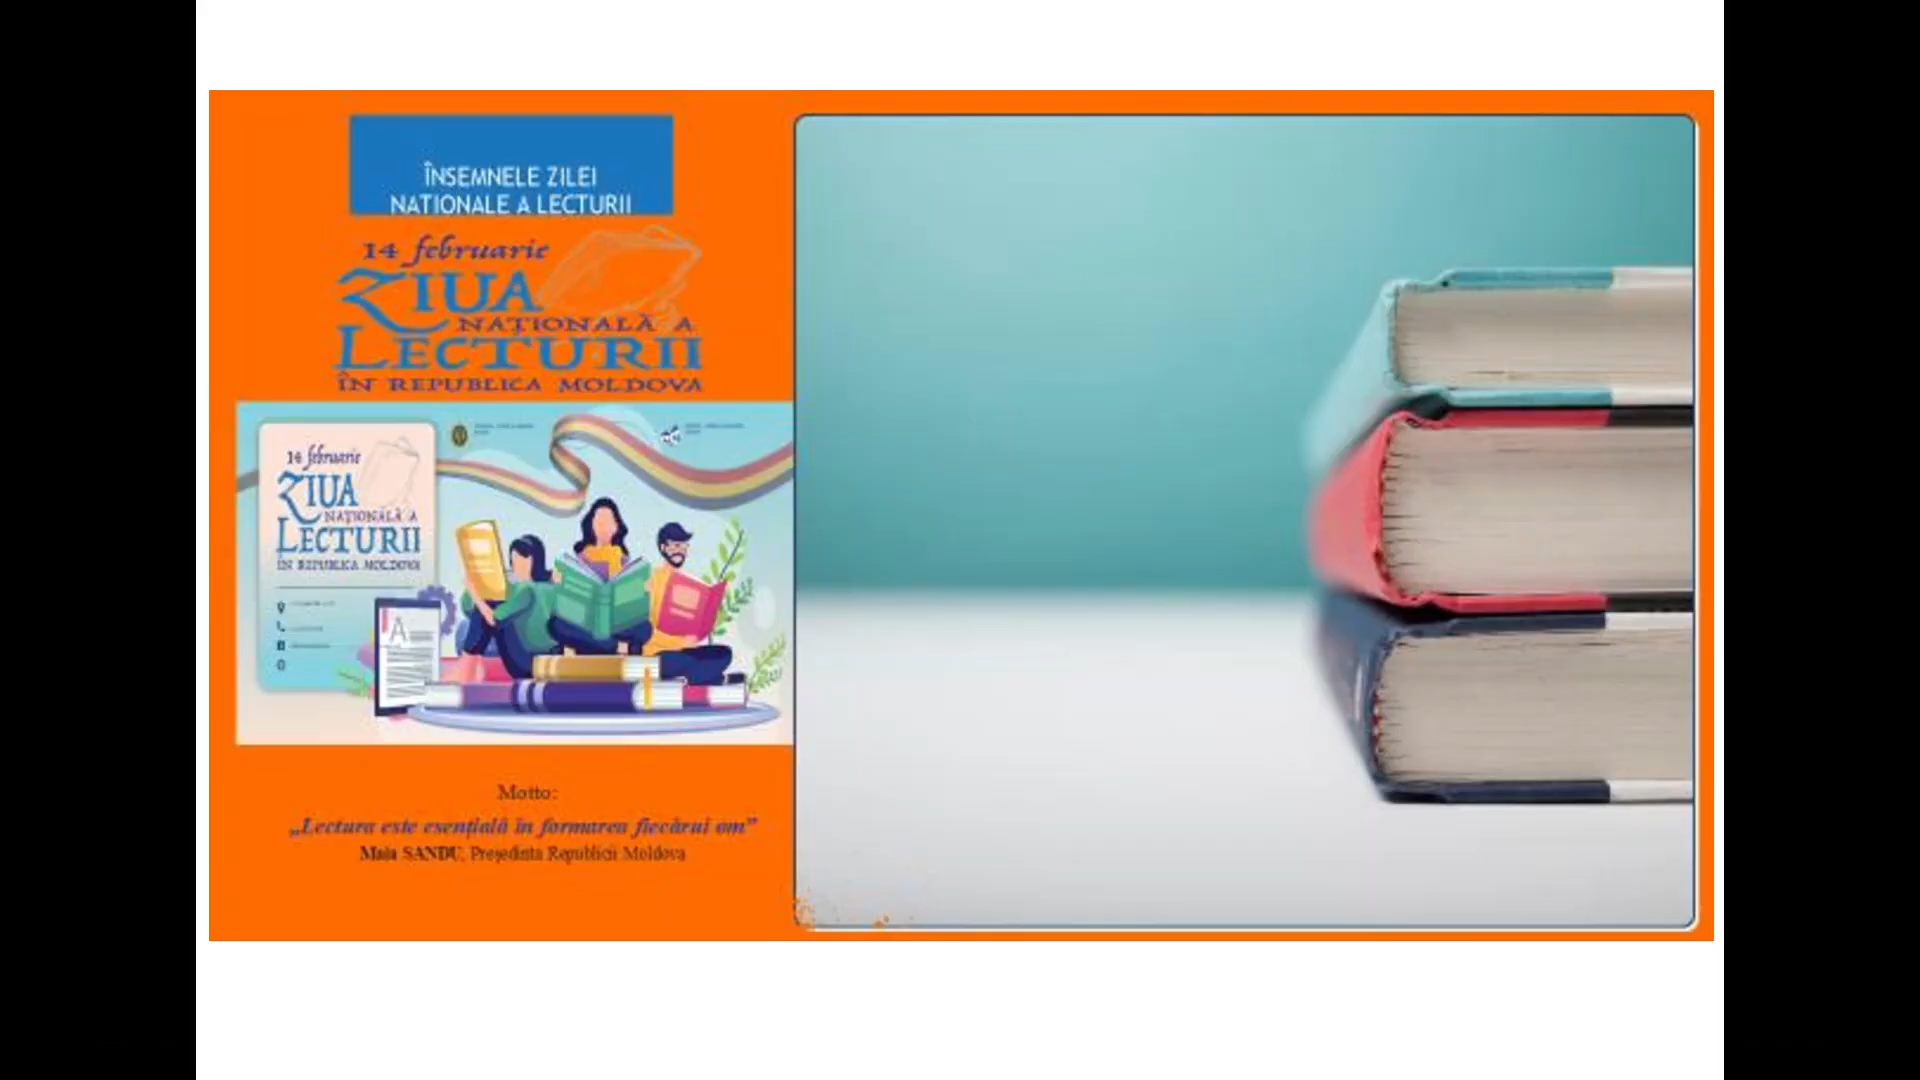 ÎNSEMNELE ZILEI
NAȚIONALE A LECTURII
14 februarie
ZIUA
NAȚIONALĂ A
LECTURII
ÎN REPUBLICA MOLDOVA
14 februarie
ZIUA
NAȚIONALĂ A
LECTURII
ÎN REPUBLICA MOLDOVA
A
Motto:
„Lectura este esențială în formarea fiecărui om”
Maia SANDU, Președinta Republicii Moldova